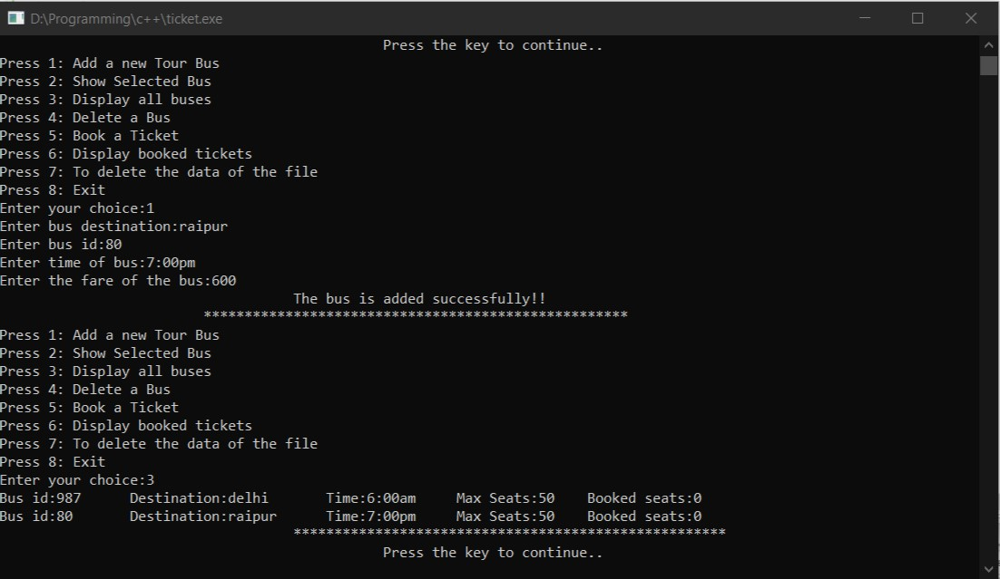 D:\Programming\c++\ticket.exe
Press the key to continue..
Press 1: Add a new Tour Bus
Press 2: Show Selected Bus
Press 3: Display all buses
Press 4: Delete a Bus
Press 5: Book a Ticket
Press 6: Display booked tickets
Press 7: To delete the data of the file
Press 8: Exit
Enter your choice:1
Enter bus destination:raipur
Enter bus id:80
Enter time of bus:7:00pm
Enter the fare of the bus:600
The bus is added successfully!!
****************************************************
Press 1: Add a new Tour Bus
Press 2: Show Selected Bus
Press 3: Display all buses
Press 4: Delete a Bus
Press 5: Book a Ticket
Press 6: Display booked tickets
Press 7: To delete the data of the file
Press 8: Exit
Enter your choice:3
Bus id:987      Destination:delhi       Time:6:00am     Max Seats:50    Booked seats:0
Bus id:80       Destination:raipur      Time:7:00pm     Max Seats:50    Booked seats:0
*****************************************************
Press the key to continue..